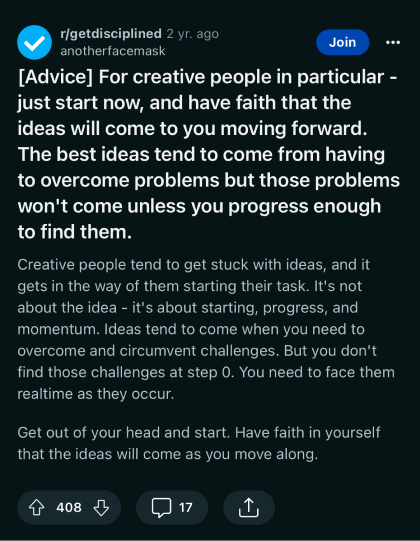 r/getdisciplined 2 yr. ago
anotherfacemask
Join
[Advice] For creative people in particular -
just start now, and have faith that the
ideas will come to you moving forward.
The best ideas tend to come from having
to overcome problems but those problems
won't come unless you progress enough
to find them.
Creative people tend to get stuck with ideas, and it
gets in the way of them starting their task. It's not
about the idea - it's about starting, progress, and
momentum. Ideas tend to come when you need to
overcome and circumvent challenges. But you don't
find those challenges at step 0. You need to face them
realtime as they occur.
Get out of your head and start. Have faith in yourself
that the ideas will come as you move along.
408
17